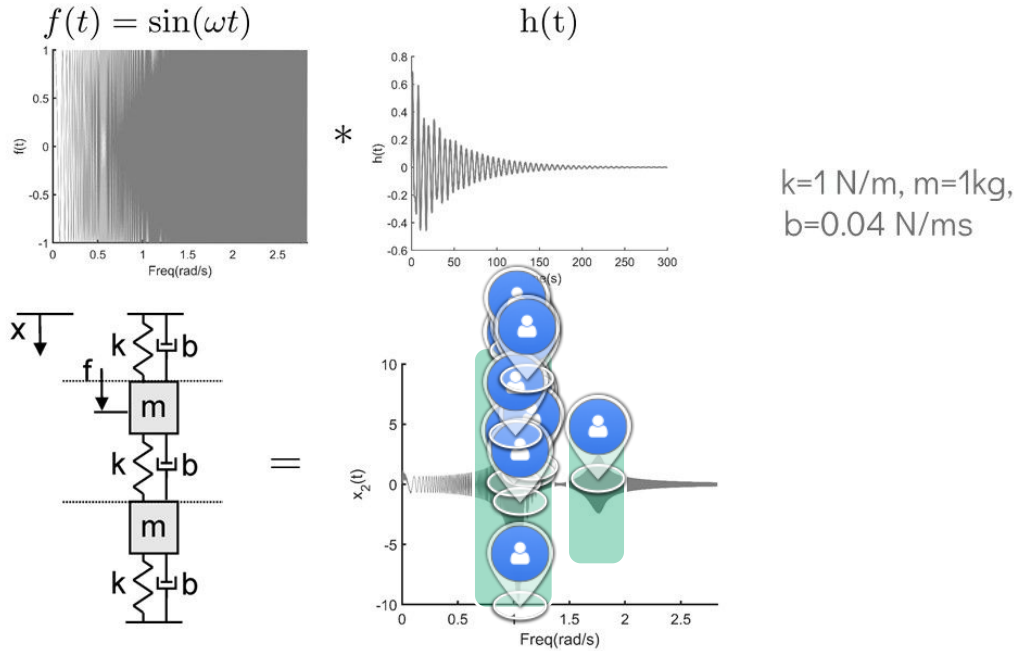 f(t) = sin(ωt)
h(t)
1
0.5
0
-0.5
-1
f(t)
0 0.5 1 1.5 2 2.5
Freq(rad/s)
*
0.8
0.6
0.4
0.2
0
-0.2
-0.4
-0.6
h(t)
0 50 100 150 200 250 300
k=1 N/m, m=1kg,
b=0.04 N/ms
x
k b
f
m
k b
m
k b
=
10
5
0
-5
-10
x2(t)
0 0.5 1 1.5 2 2.5
Freq(rad/s)